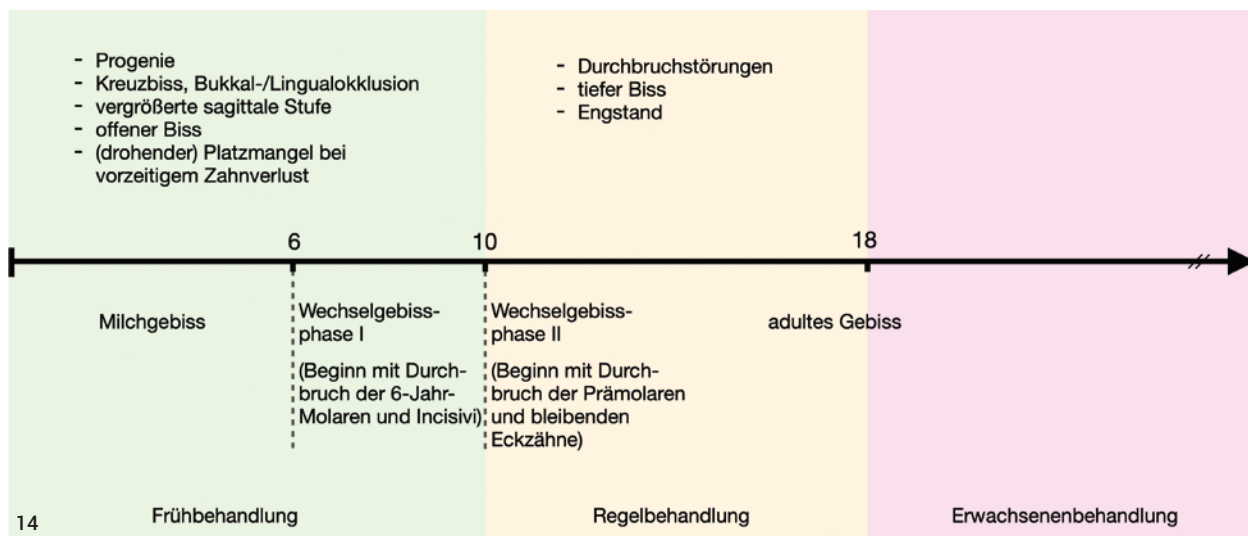 - Progenie
- Kreuzbiss, Bukkal-/Lingualokklusion
- vergrößerte sagittale Stufe
- offener Biss
- (drohender) Platzmangel bei
vorzeitigem Zahnverlust
- Durchbruchstörungen
- tiefer Biss
- Engstand
6
10
18
Milchgebiss
Wechselgebiss-
phase I
(Beginn mit Durch-
bruch der 6-Jahr-
Molaren und Incisivi)
Wechselgebiss-
phase II
(Beginn mit Durch-
bruch der Prämolaren
und bleibenden
Eckzähne)
adultes Gebiss
14
Frühbehandlung
Regelbehandlung
Erwachsenenbehandlung